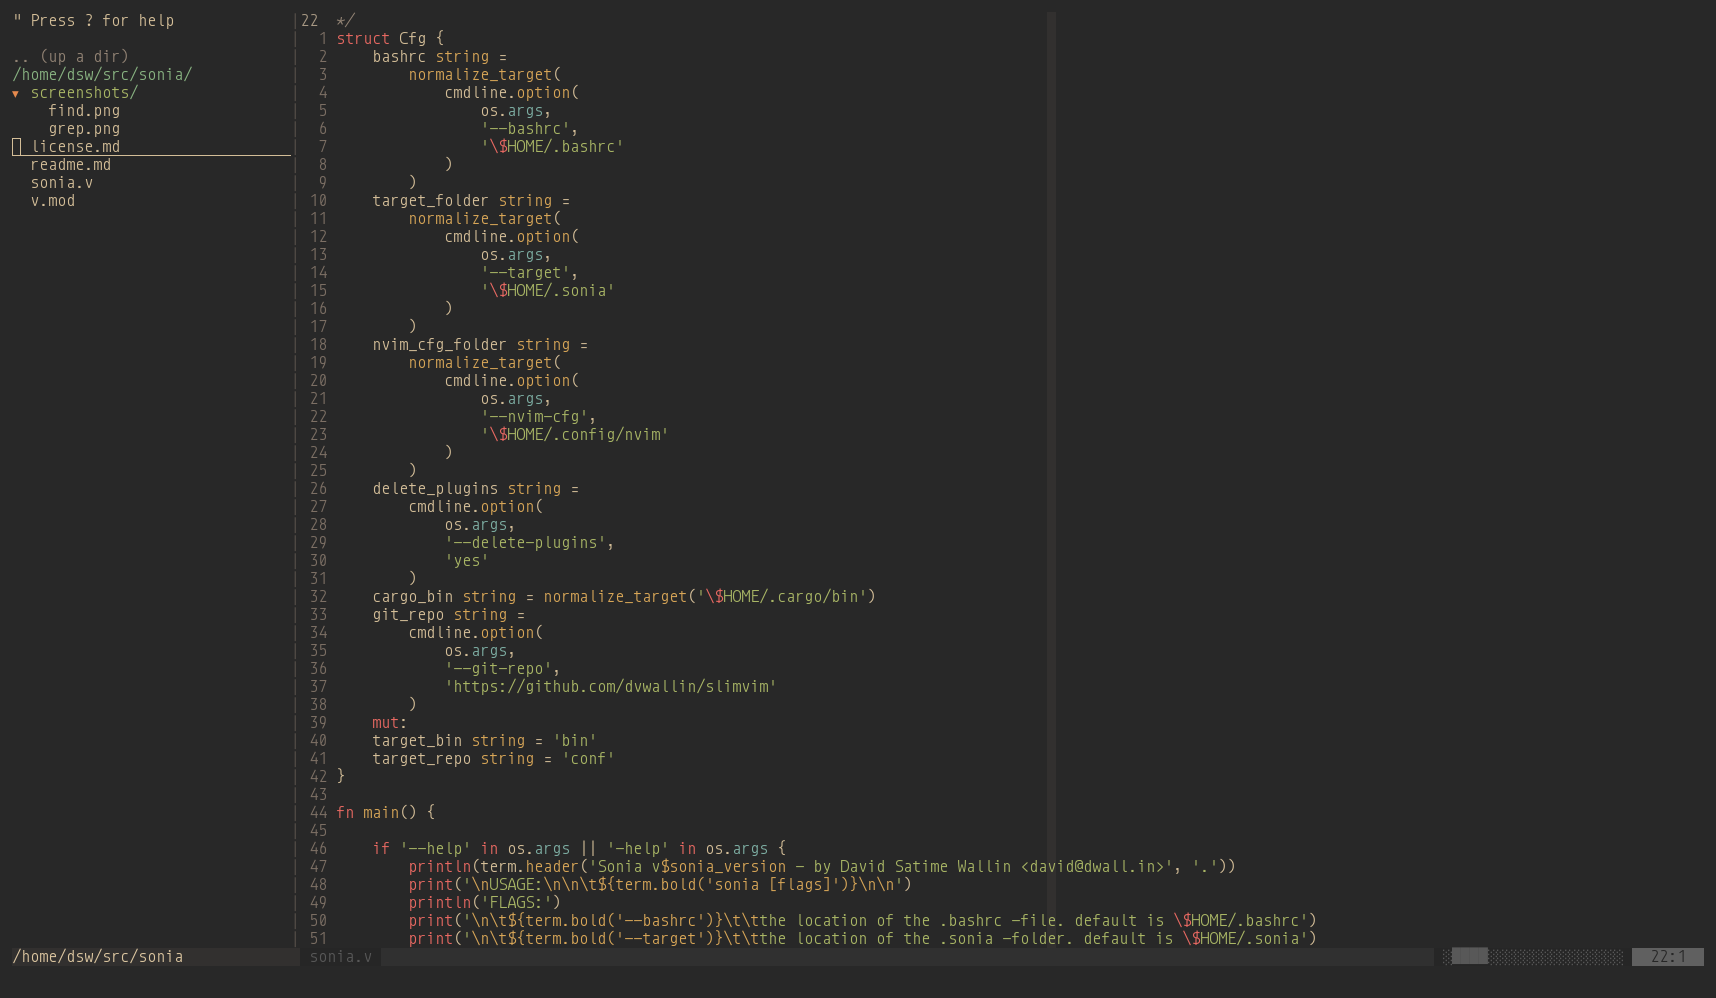 " Press ? for help
.. (up a dir)
/home/dsw/src/sonia/
▾ screenshots/
find.png
grep.png
license.md
readme.md
sonia.v
v.mod
22 */
1 struct Cfg {
2 bashrc string =
3 normalize_target(
4 cmdline.option(
5 os.args,
6 '--bashrc',
7 '\$HOME/.bashrc'
8 )
9 )
10 target_folder string =
11 normalize_target(
12 cmdline.option(
13 os.args,
14 '--target',
15 '\$HOME/.sonia'
16 )
17 )
18 nvim_cfg_folder string =
19 normalize_target(
20 cmdline.option(
21 os.args,
22 '--nvim-cfg',
23 '\$HOME/.config/nvim'
24 )
25 )
26 delete_plugins string =
27 cmdline.option(
28 os.args,
29 '--delete-plugins',
30 'yes'
31 )
32 cargo_bin string = normalize_target('\$HOME/.cargo/bin')
33 git_repo string =
34 cmdline.option(
35 os.args,
36 '--git-repo',
37 'https://github.com/dvwallin/slimvim'
38 )
39 mut:
40 target_bin string = 'bin'
41 target_repo string = 'conf'
42 }
43
44 fn main() {
45
46 if '--help' in os.args || '-help' in os.args {
47 println(term.header('Sonia v$sonia_version - by David Satime Wallin <david@dwall.in>', '.'))
48 print('\nUSAGE:\n\n\t${term.bold('sonia [flags]')}\n\n')
49 println('FLAGS:')
50 print('\n\t${term.bold('--bashrc')}\t\tthe location of the .bashrc -file. default is \$HOME/.bashrc')
51 print('\n\t${term.bold('--target')}\t\tthe location of the .sonia -folder. default is \$HOME/.sonia')
/home/dsw/src/sonia
sonia.v
22:1